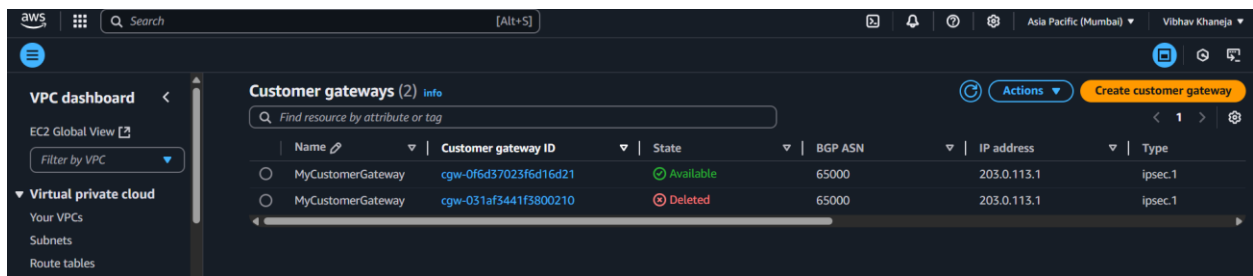 aws Search [Alt+S] Asia Pacific (Mumbai) Vibhav Khaneja
VPC dashboard
EC2 Global View
Filter by VPC
Virtual private cloud
Your VPCs
Subnets
Route tables
Customer gateways (2) info Actions Create customer gateway
Find resource by attribute or tag 1
Name Customer gateway ID State BGP ASN IP address Type
MyCustomerGateway cgw-0f6d37023f6d16d21 Available 65000 203.0.113.1 ipsec.1
MyCustomerGateway cgw-031af3441f3800210 Deleted 65000 203.0.113.1 ipsec.1